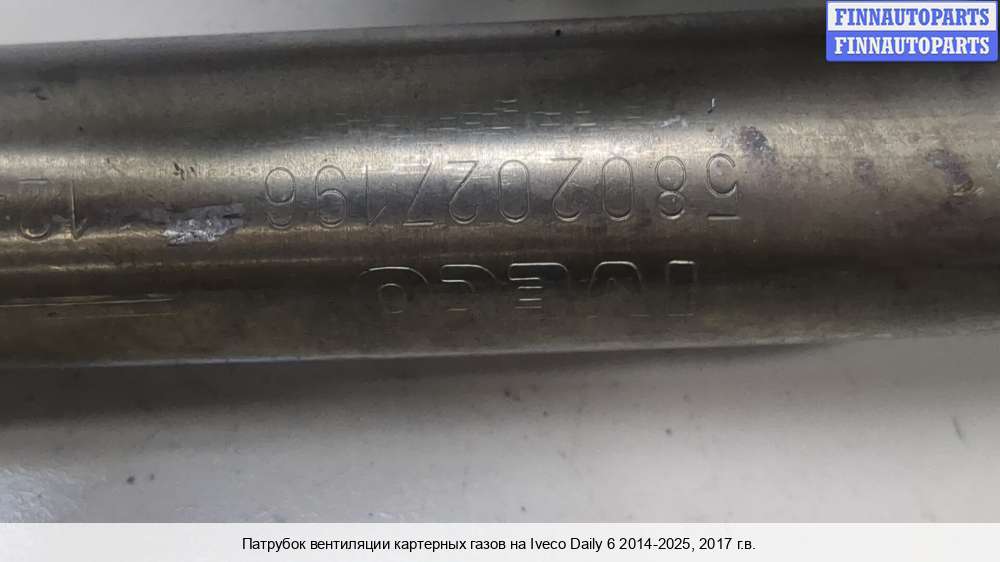 FINNAUTOPARTS
FINNAUTOPARTS
5802027196
IVECO
Патрубок вентиляции картерных газов на Iveco Daily 6 2014-2025, 2017 г.в.